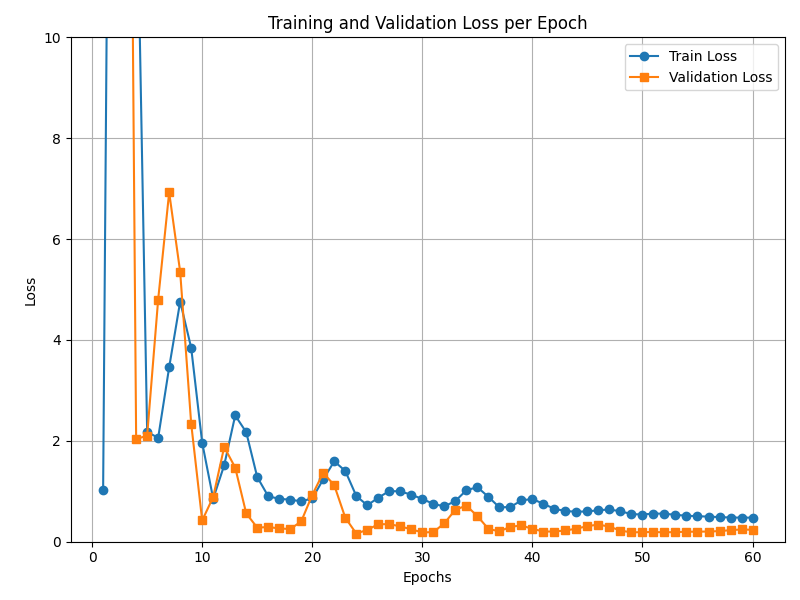 Training and Validation Loss per Epoch
Train Loss
Validation Loss
Loss
10
8
6
4
2
0
0 10 20 30 40 50 60
Epochs